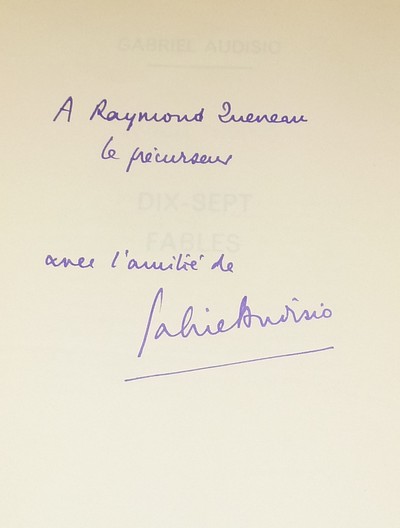 GABRIEL AUDISIO
A Raymond Queneau
le précurseur
DIX-SEPT
FABLES
avec l'amitié de
Gabriel Audisio